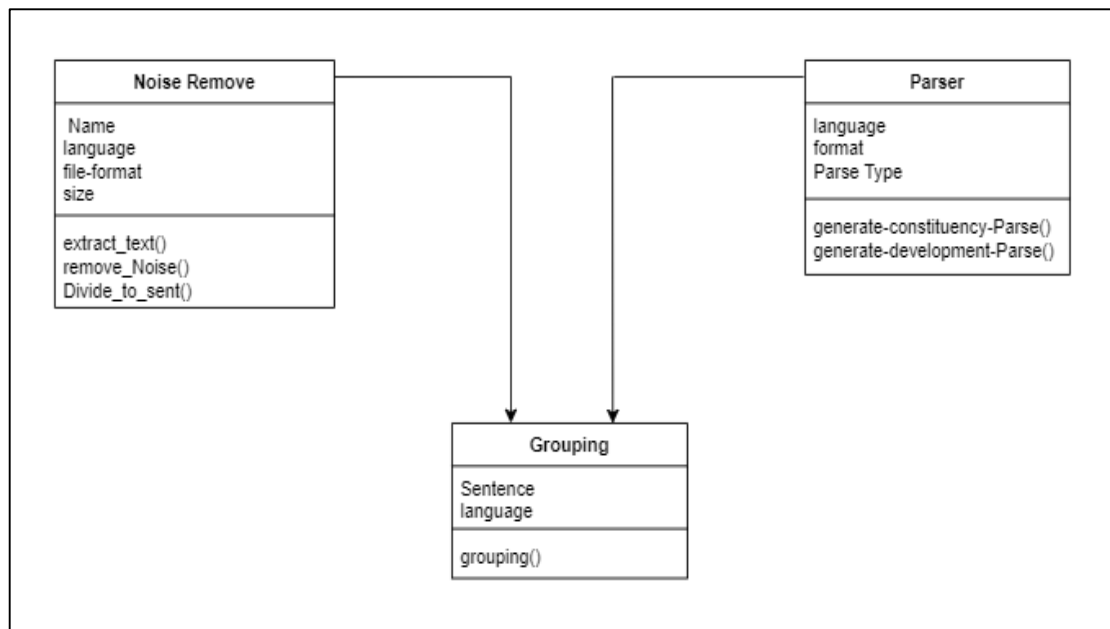 Noise Remove
Name
language
file-format
size
extract_text()
remove_Noise()
Divide_to_sent()
Parser
language
format
Parse Type
generate-constituency-Parse()
generate-development-Parse()
Grouping
Sentence
language
grouping()